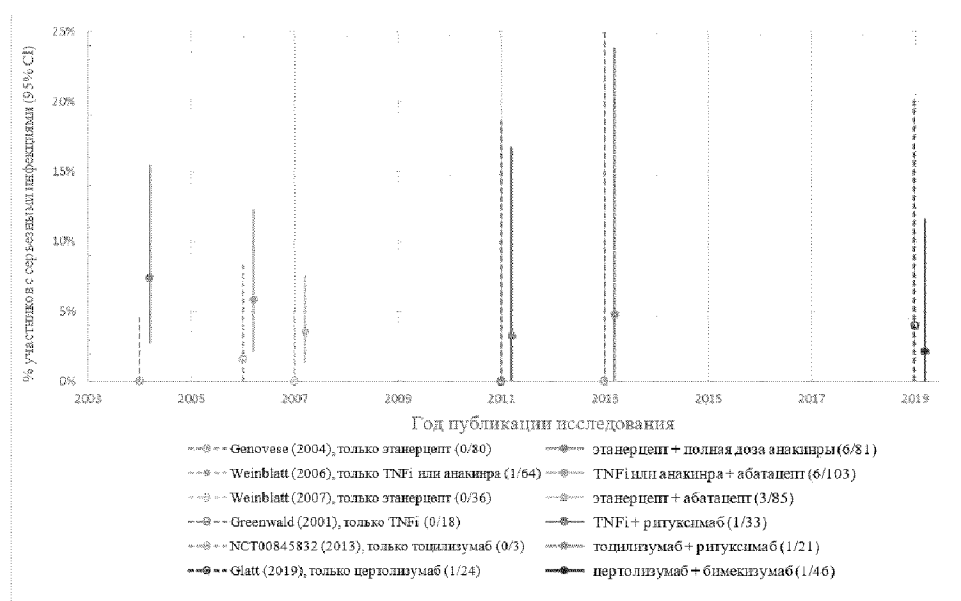 % участников с серьезными инфекциями (95% CI)
25%
20%
15%
10%
5%
0%
2003 2005 2007 2009 2011 2013 2015 2017 2019
Год публикации исследования
Genovese (2004), только этанерцепт (0/80) этанерцепт + полная доза анакинры (6/81)
Weinblatt (2006), только TNFi или анакинра (1/64) TNFi или анакинра + абатацепт (6/103)
Weinblatt (2007), только этанерцепт (0/36) этанерцепт + абатацепт (3/85)
Greenwald (2001), только TNFi (0/18) TNFi + ритуксимаб (1/33)
NCT00845832 (2013), только тоцилизумаб (0/3) тоцилизумаб + ритуксимаб (1/21)
Glatt (2019), только цертолизумаб (1/24) цертолизумаб + бимекизумаб (1/46)